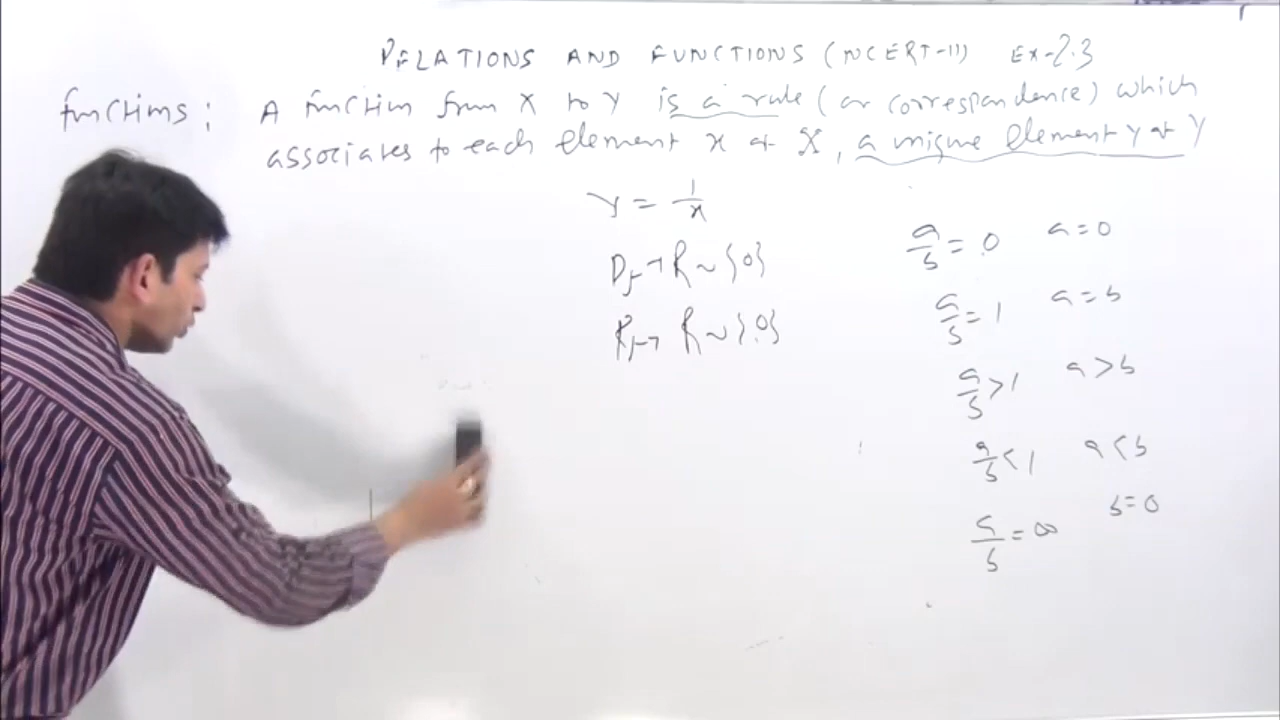 RELATIONS AND FUNCTIONS (NCERT-11) EX-2.3
functions: A function from X to Y is a rule (or correspondence) which
associates to each element x of X, a unique element y of Y
Y = 1/x
Df → R ~ {0}
Rf → R ~ {0}
a/b = 0 a = 0
a/b = 1 a = b
a/b > 1 a > b
a/b < 1 a < b
a/b = ∞ b = 0